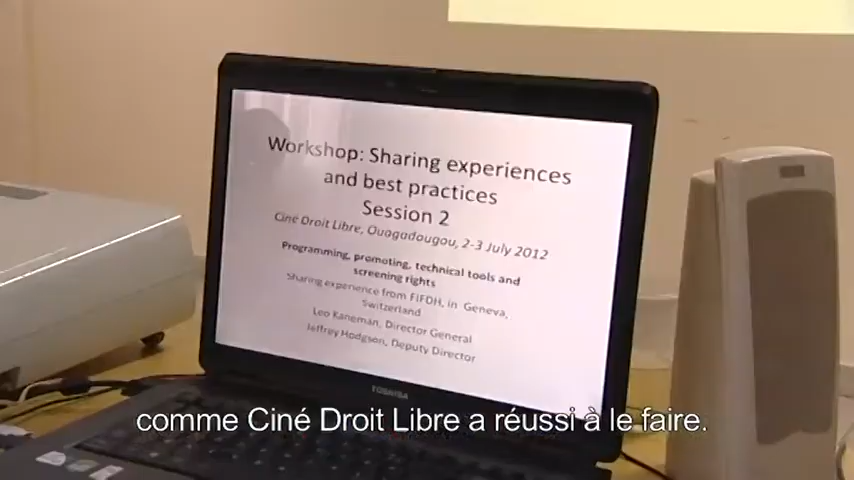 Workshop: Sharing experiences
and best practices
Session 2
Ciné Droit Libre, Ouagadougou, 2-3 July 2012
Programming, promoting, technical tools and
screening rights
Sharing experience from FIFDH, in Geneva,
Switzerland
Leo Kaneman, Director General
Jeffrey Hodgson, Deputy Director
TOSHIBA
comme Ciné Droit Libre a réussi à le faire.